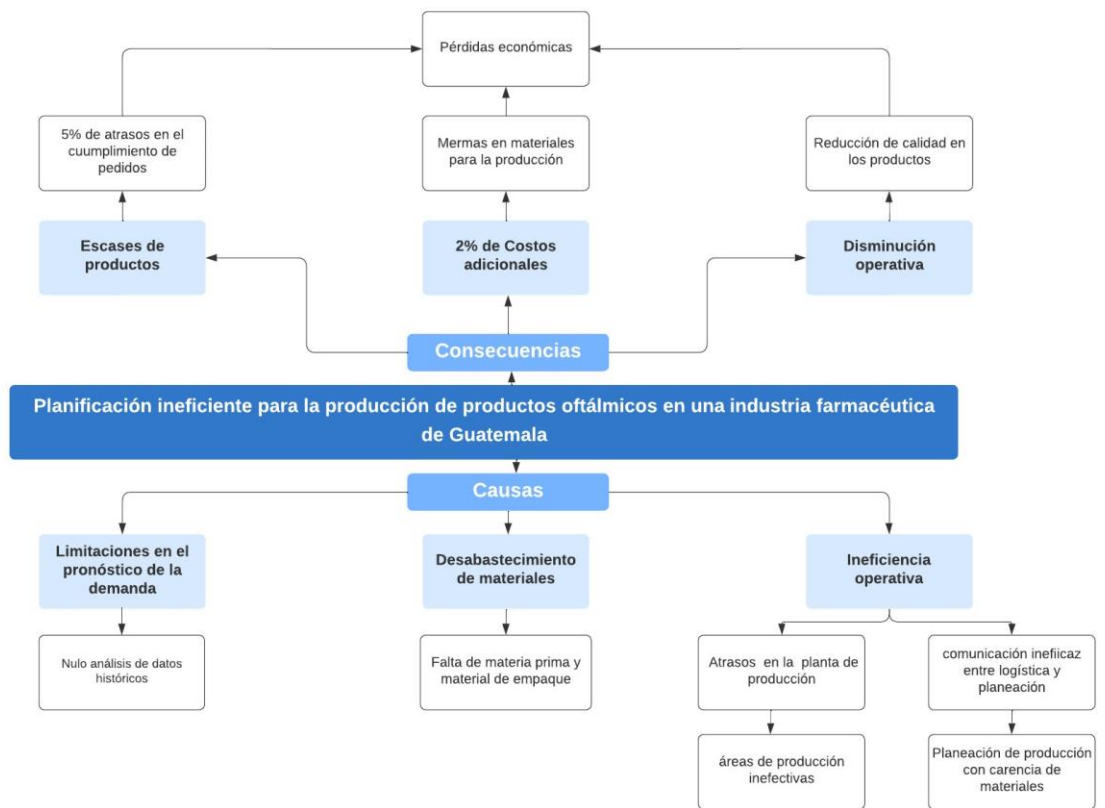 Pérdidas económicas
5% de atrasos en el
cuumplimiento de
pedidos
Mermas en materiales
para la producción
Reducción de calidad en
los productos
Escases de
productos
2% de Costos
adicionales
Disminución
operativa
Consecuencias
Planificación ineficiente para la producción de productos oftálmicos en una industria farmacéutica
de Guatemala
Causas
Limitaciones en el
pronóstico de la
demanda
Desabastecimiento
de materiales
Ineficiencia
operativa
Nulo análisis de datos
históricos
Falta de materia prima y
material de empaque
Atrasos en la planta de
producción
comunicación inefiicaz
entre logística y
planeación
áreas de producción
inefectivas
Planeación de producción
con carencia de
materiales